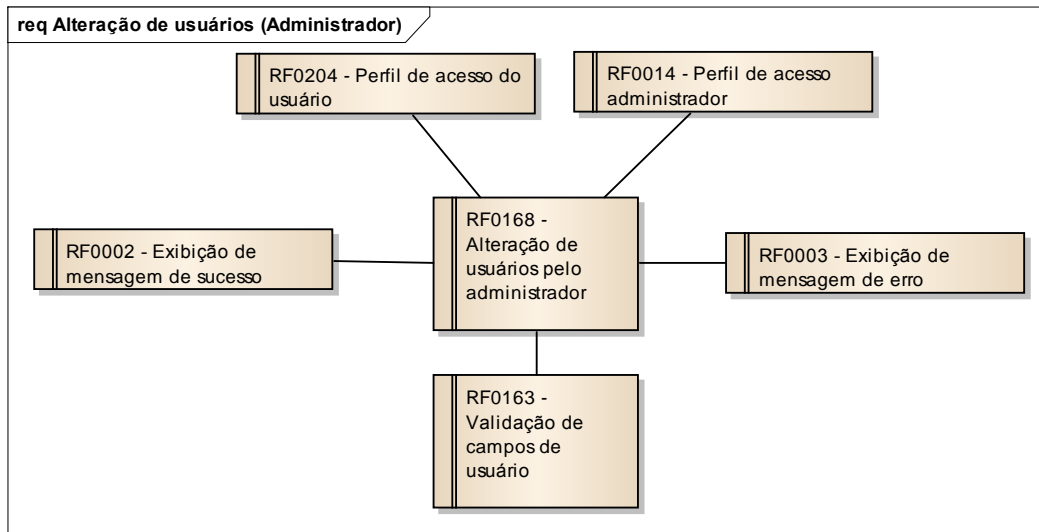 req Alteração de usuários (Administrador)
RF0204 - Perfil de acesso do
usuário
RF0014 - Perfil de acesso
administrador
RF0002 - Exibição de
mensagem de sucesso
RF0168 -
Alteração de
usuários pelo
administrador
RF0003 - Exibição de
mensagem de erro
RF0163 -
Validação de
campos de
usuário